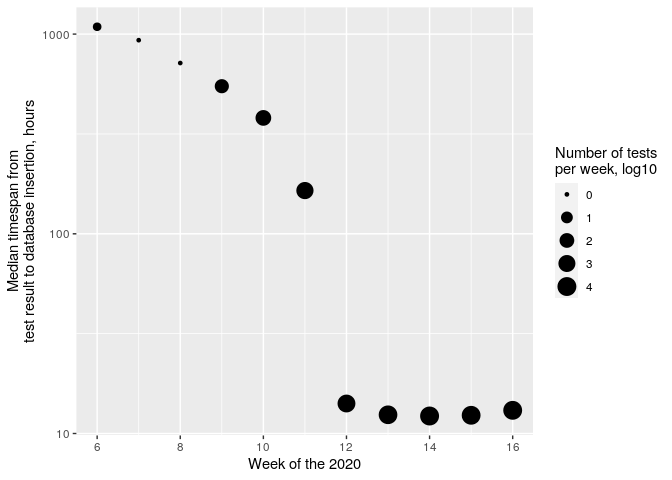 Median timespan from
test result to database insertion, hours
1000
100
10
6
8
10
12
14
16
Week of the 2020
Number of tests
per week, log10
0
1
2
3
4